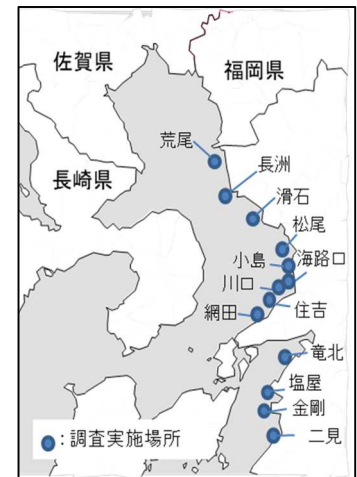 佐賀県
福岡県
荒尾
長崎県
長洲
滑石
松尾
小島
海路口
川口
住吉
網田
竜北
塩屋
金剛
二見
:調査実施場所